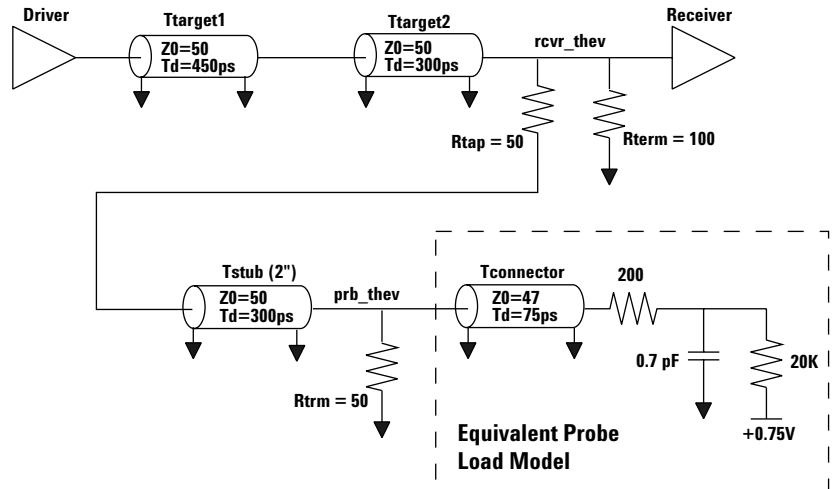 Driver
Ttarget1
Ttarget2
Receiver
Z0=50
Td=450ps
Z0=50
Td=300ps
rcvr_thev
Rtap = 50
Rterm = 100
Tstub (2")
prb_thev
Tconnector
200
Z0=50
Td=300ps
Z0=47
Td=75ps
0.7 pF
20K
Rtrm = 50
+0.75V
Equivalent Probe
Load Model